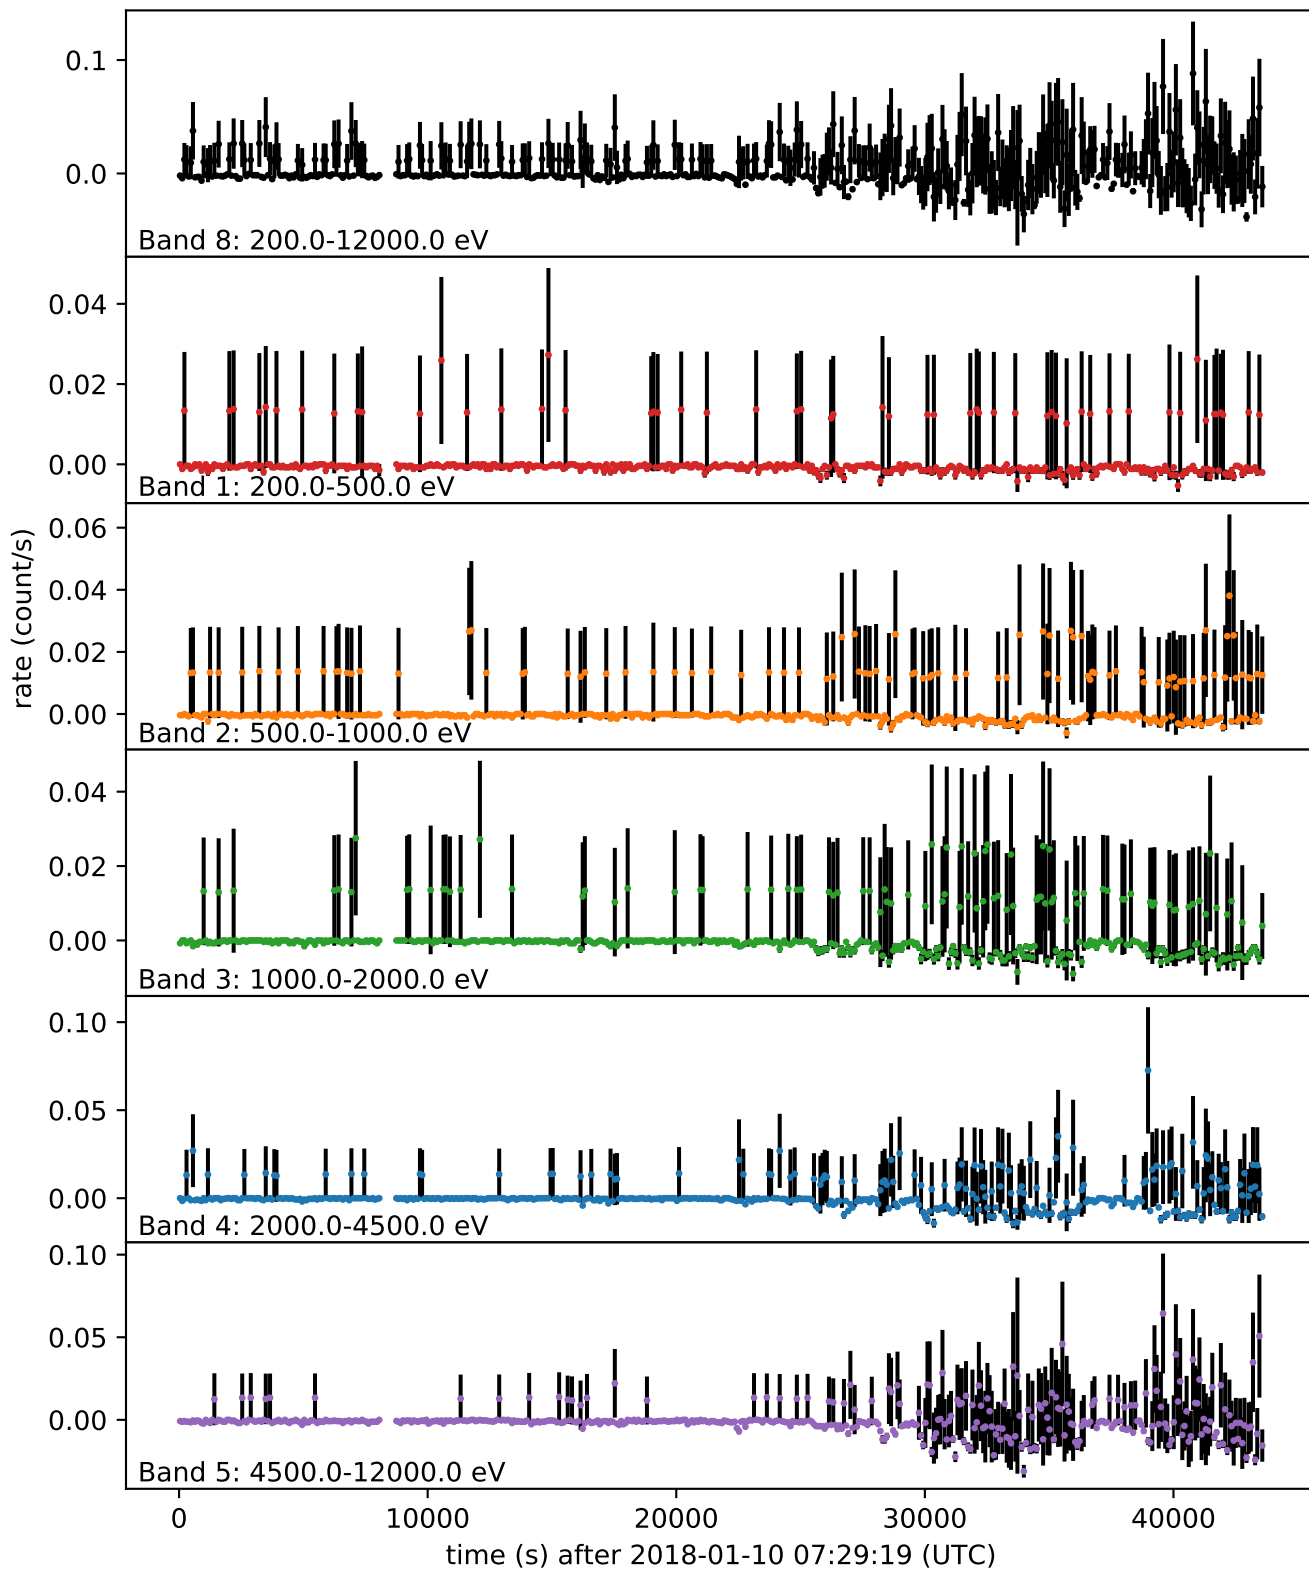 0.1
0.0
Band 8: 200.0-12000.0 eV
0.04
0.02
0.00
Band 1: 200.0-500.0 eV
0.06
0.04
0.02
0.00
Band 2: 500.0-1000.0 eV
rate (count/s)
0.04
0.02
0.00
Band 3: 1000.0-2000.0 eV
0.10
0.05
0.00
Band 4: 2000.0-4500.0 eV
0.10
0.05
0.00
Band 5: 4500.0-12000.0 eV
0 10000 20000 30000 40000
time (s) after 2018-01-10 07:29:19 (UTC)